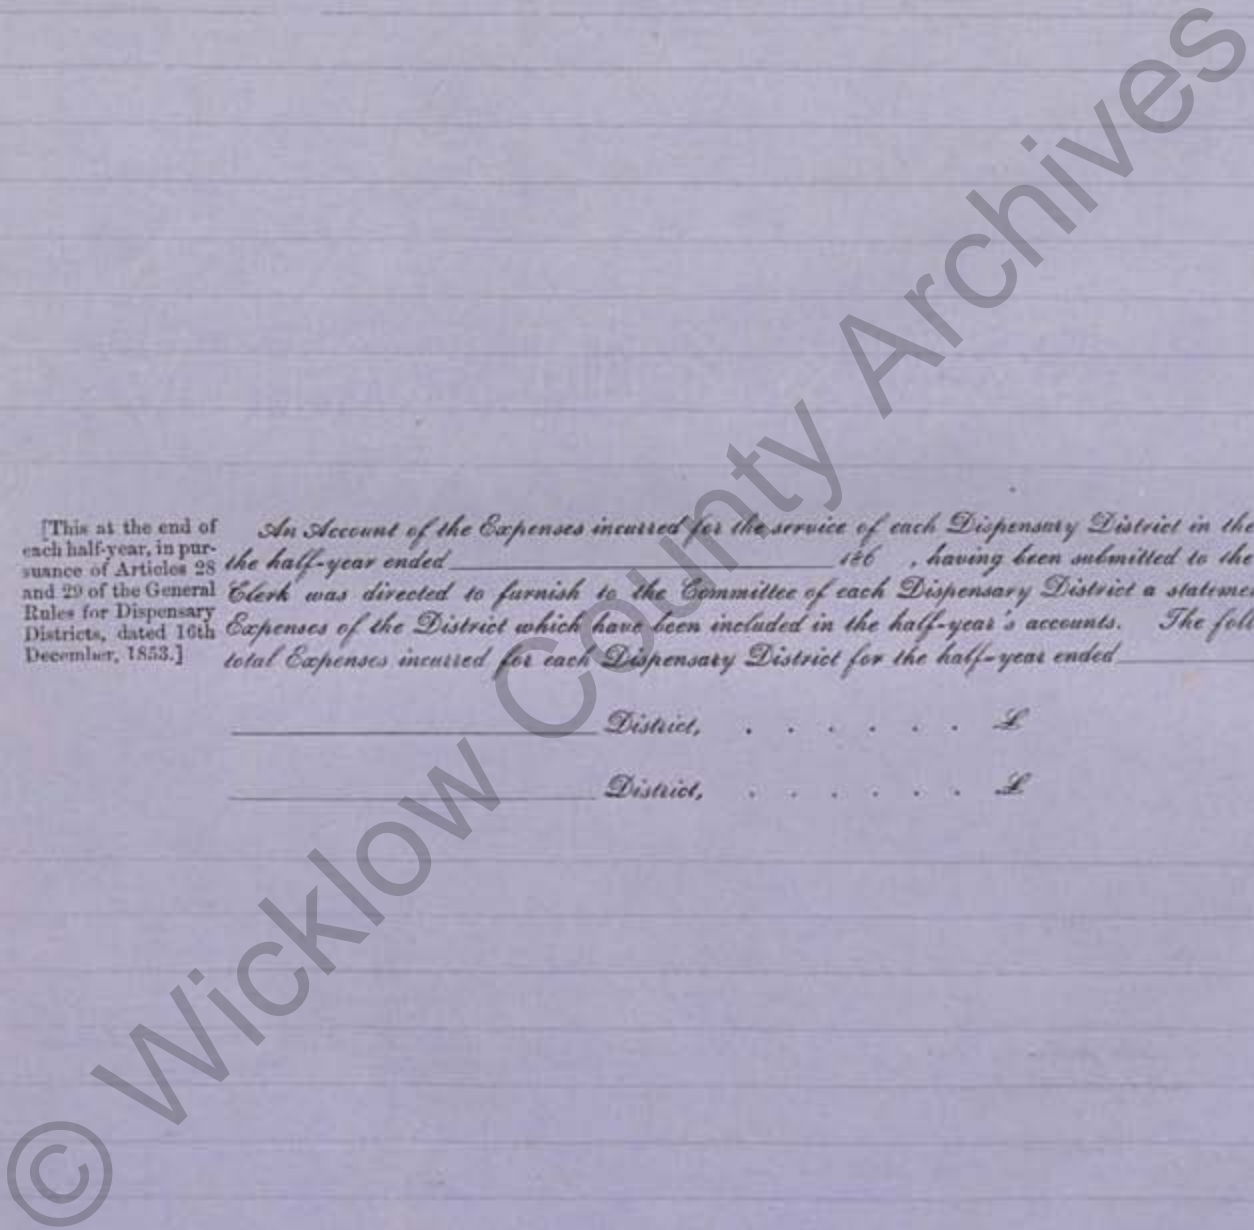 [This at the end of
each half-year, in pur-
suance of Articles 28
and 29 of the General
Rules for Dispensary
Districts, dated 16th
December, 1853.]
An Account of the Expenses incurred for the service of each Dispensary District in the
the half-year ended 186 , having been submitted to the
Clerk was directed to furnish to the Committee of each Dispensary District a stateme
Expenses of the District which have been included in the half-year's accounts. The foll
total Expenses incurred for each Dispensary District for the half-year ended
District, . . . . . . £
District, . . . . . . £
© Wicklow County Archives